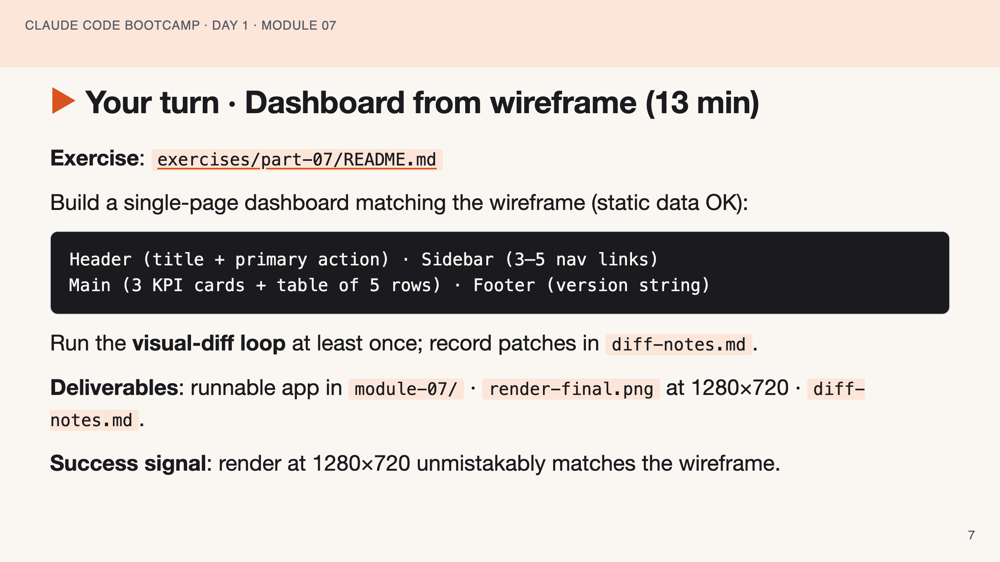 CLAUDE CODE BOOTCAMP · DAY 1 · MODULE 07
Your turn · Dashboard from wireframe (13 min)
Exercise: exercises/part-07/README.md
Build a single-page dashboard matching the wireframe (static data OK):
Header (title + primary action) · Sidebar (3–5 nav links)
Main (3 KPI cards + table of 5 rows) · Footer (version string)
Run the visual-diff loop at least once; record patches in diff-notes.md.
Deliverables: runnable app in module-07/ · render-final.png at 1280×720 · diff-
notes.md.
Success signal: render at 1280×720 unmistakably matches the wireframe.
7